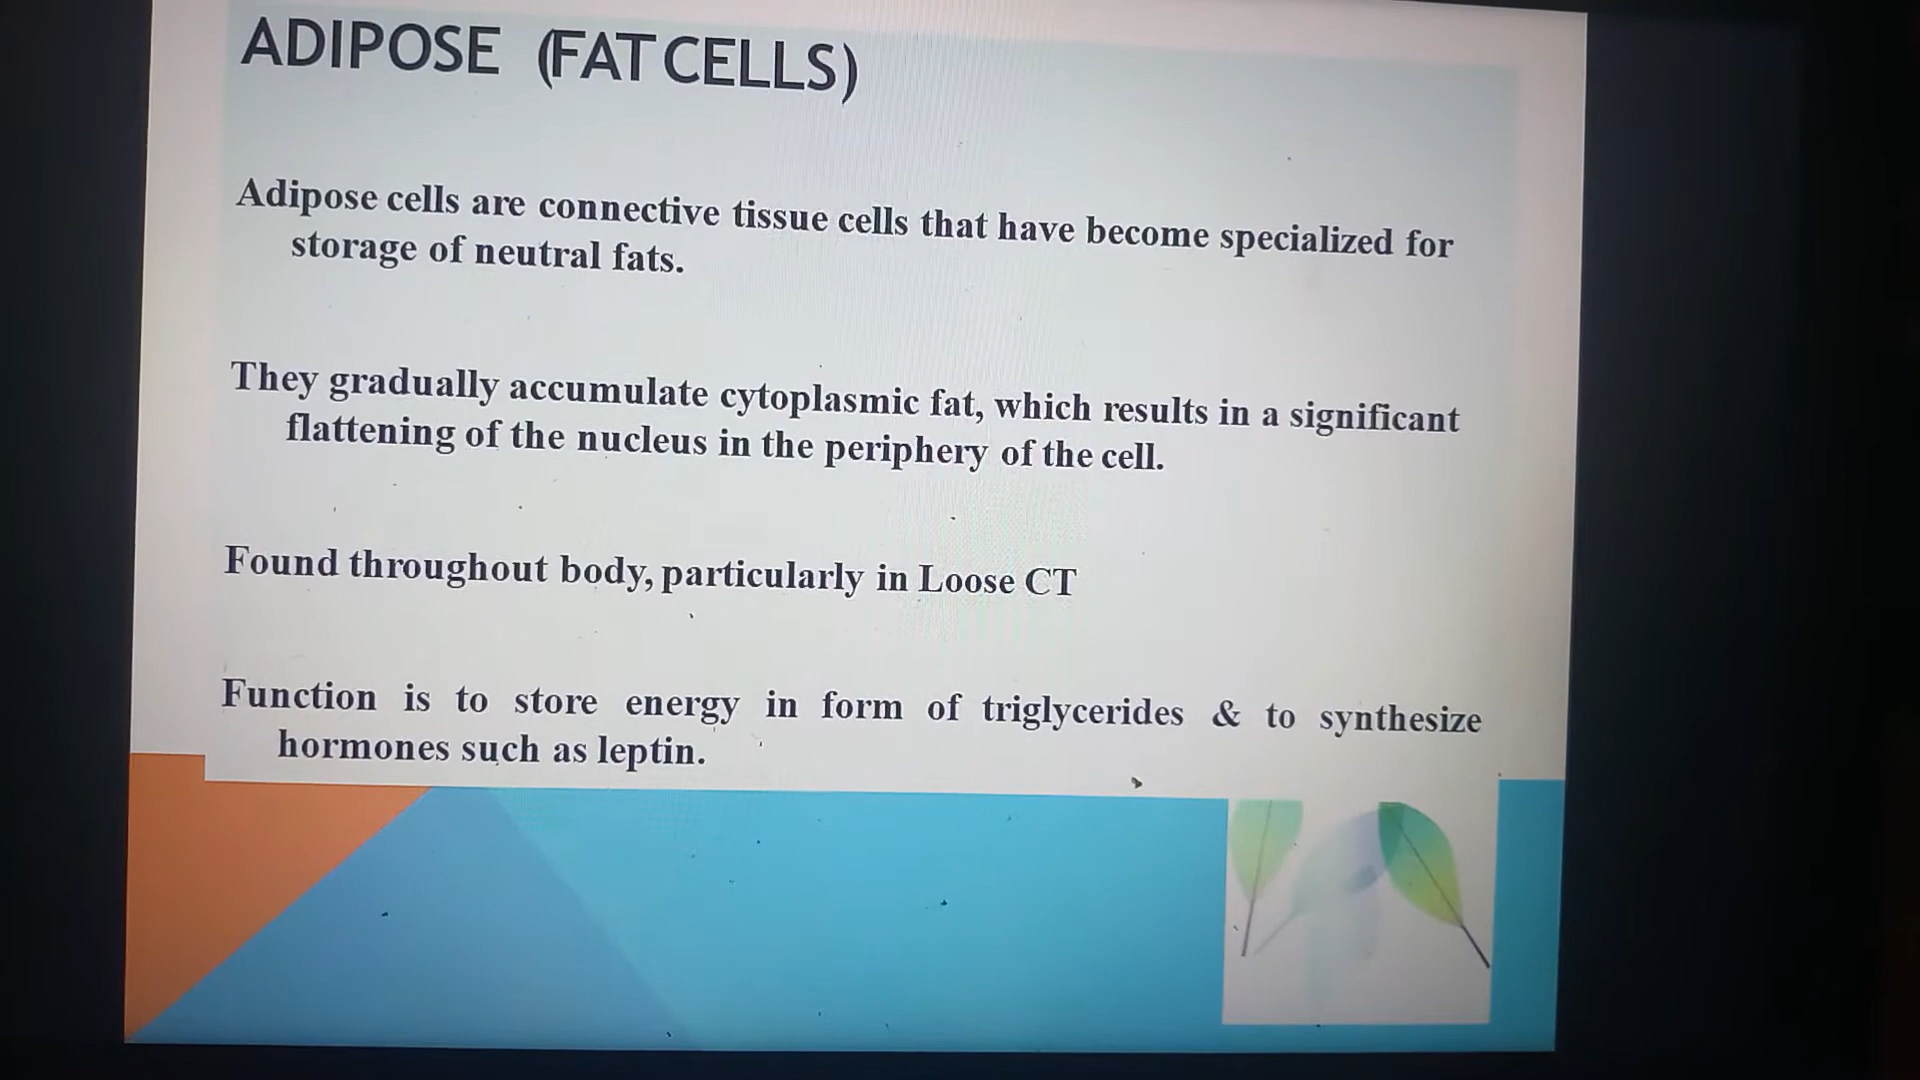 ADIPOSE (FAT CELLS)
Adipose cells are connective tissue cells that have become specialized for
storage of neutral fats.
They gradually accumulate cytoplasmic fat, which results in a significant
flattening of the nucleus in the periphery of the cell.
Found throughout body, particularly in Loose CT
Function is to store energy in form of triglycerides & to synthesize
hormones such as leptin.